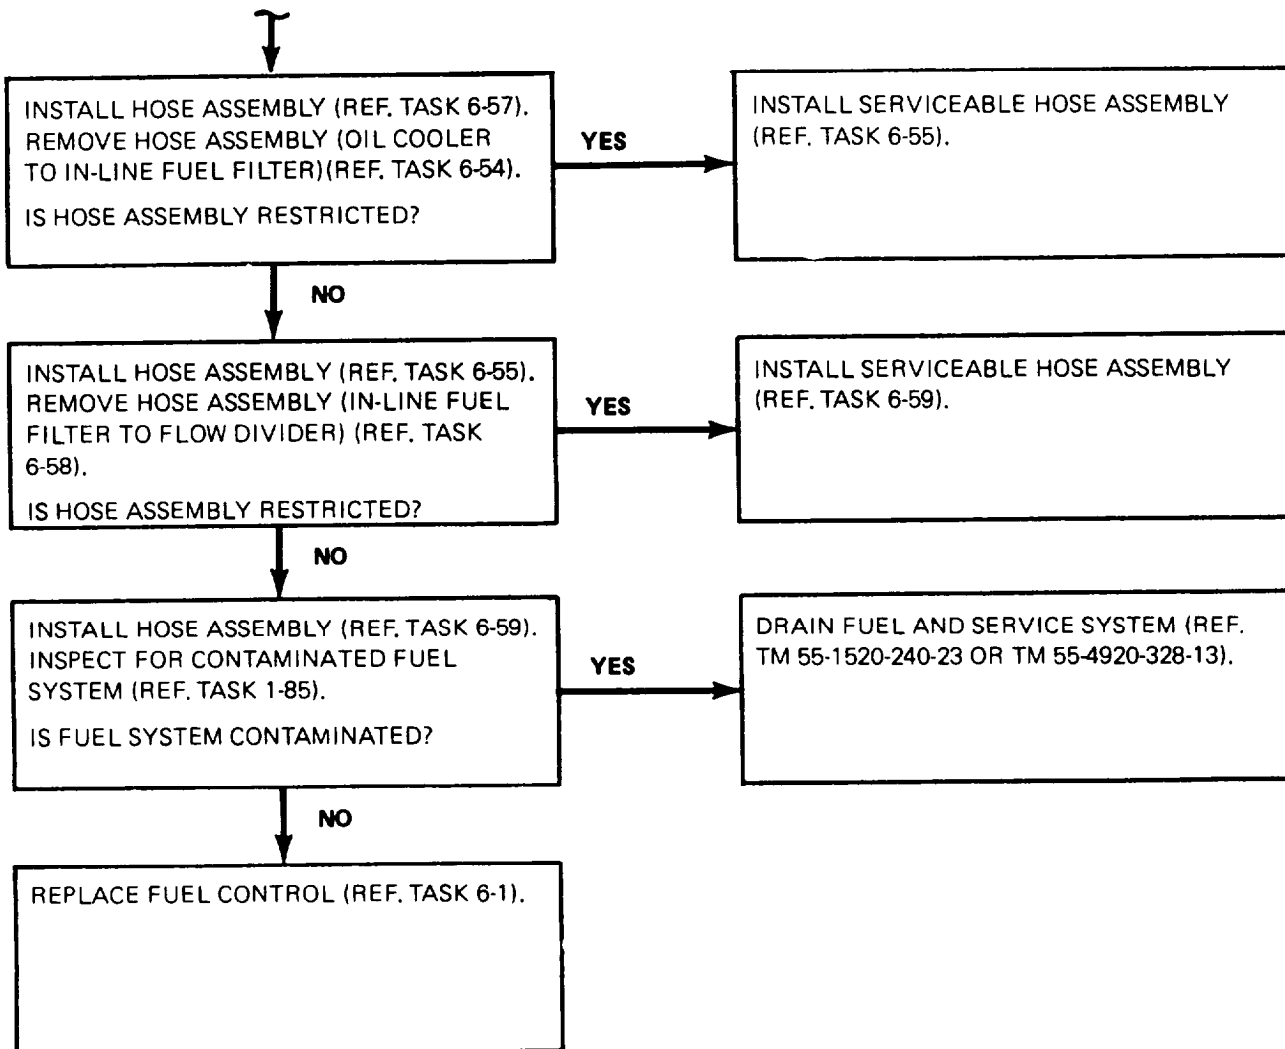 INSTALL HOSE ASSEMBLY (REF. TASK 6-57).
REMOVE HOSE ASSEMBLY (OIL COOLER
TO IN-LINE FUEL FILTER)(REF. TASK 6-54).
IS HOSE ASSEMBLY RESTRICTED?
YES
INSTALL SERVICEABLE HOSE ASSEMBLY
(REF. TASK 6-55).
NO
INSTALL HOSE ASSEMBLY (REF. TASK 6-55).
REMOVE HOSE ASSEMBLY (IN-LINE FUEL
FILTER TO FLOW DIVIDER) (REF. TASK
6-58).
IS HOSE ASSEMBLY RESTRICTED?
YES
INSTALL SERVICEABLE HOSE ASSEMBLY
(REF. TASK 6-59).
NO
INSTALL HOSE ASSEMBLY (REF. TASK 6-59).
INSPECT FOR CONTAMINATED FUEL
SYSTEM (REF. TASK 1-85).
IS FUEL SYSTEM CONTAMINATED?
YES
DRAIN FUEL AND SERVICE SYSTEM (REF.
TM 55-1520-240-23 OR TM 55-4920-328-13).
NO
REPLACE FUEL CONTROL (REF. TASK 6-1).